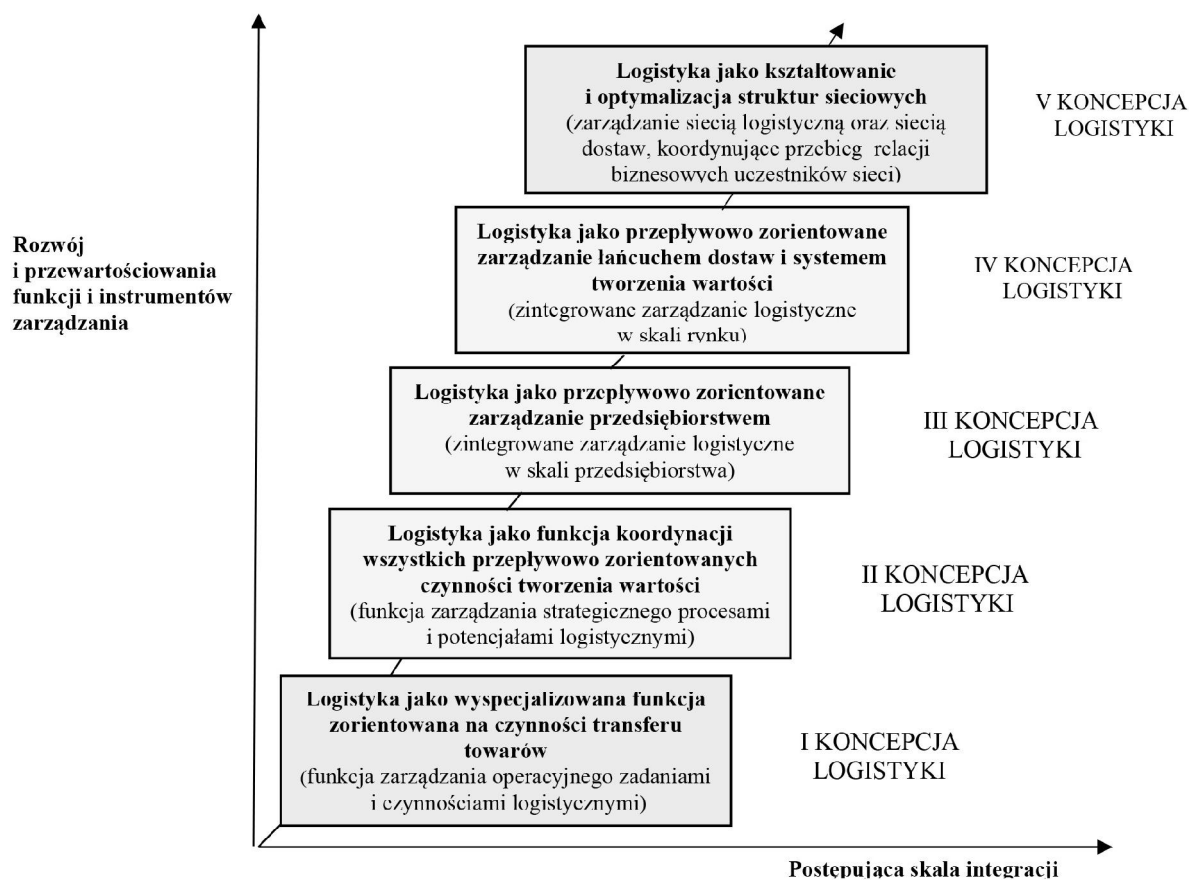 Logistyka jako kształtowanie
i optymalizacja struktur sieciowych
(zarządzanie siecią logistyczną oraz siecią
dostaw, koordynujące przebieg relacji
biznesowych uczestników sieci)
V KONCEPCJA
LOGISTYKI
Rozwój
i przewartościowania
funkcji i instrumentów
zarządzania
Logistyka jako przepływowo zorientowane
zarządzanie łańcuchem dostaw i systemem
tworzenia wartości
(zintegrowane zarządzanie logistyczne
w skali rynku)
IV KONCEPCJA
LOGISTYKI
Logistyka jako przepływowo zorientowane
zarządzanie przedsiębiorstwem
(zintegrowane zarządzanie logistyczne
w skali przedsiębiorstwa)
III KONCEPCJA
LOGISTYKI
Logistyka jako funkcja koordynacji
wszystkich przepływowo zorientowanych
czynności tworzenia wartości
(funkcja zarządzania strategicznego procesami
i potencjałami logistycznymi)
II KONCEPCJA
LOGISTYKI
Logistyka jako wyspecjalizowana funkcja
zorientowana na czynności transferu
towarów
(funkcja zarządzania operacyjnego zadaniami
i czynnościami logistycznymi)
I KONCEPCJA
LOGISTYKI
Postępująca skala integracji